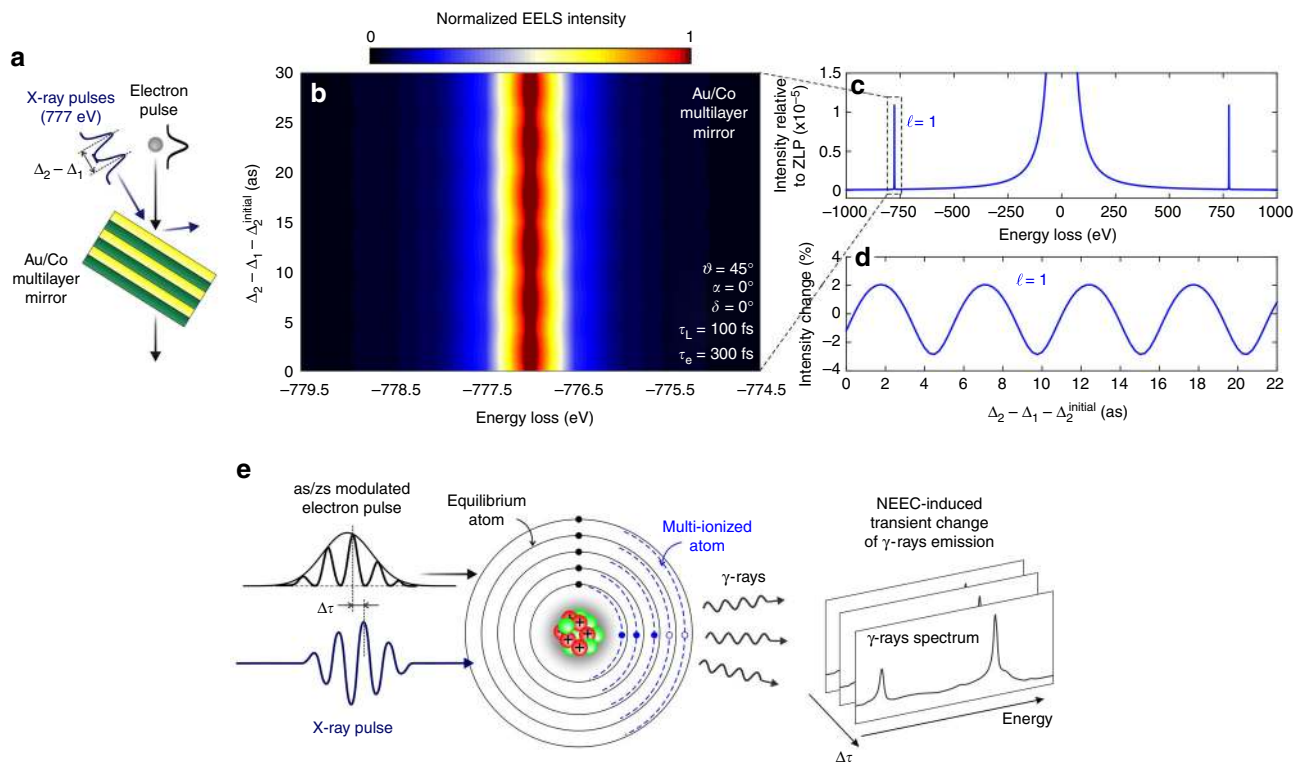 Normalized EELS intensity
0
1
a
X-ray pulses
(777 eV)
Electron
pulse
Δ2 − Δ1
Au/Co
multilayer
mirror
b
Au/Co
multilayer
mirror
30
25
20
15
10
5
0
Δ2 − Δ1 − Δ2^initial (as)
ϑ = 45°
α = 0°
δ = 0°
τL = 100 fs
τe = 300 fs
−779.5
−778.5
−777.5
−776.5
−775.5
−774.5
Energy loss (eV)
c
Intensity relative
to ZLP (x10−5)
1.5
1
0.5
0
ℓ = 1
−1000
−750
−500
−250
0
250
500
750
1000
Energy loss (eV)
d
Intensity change (%)
4
2
0
−2
−4
ℓ = 1
0
2
4
6
8
10
12
14
16
18
20
22
Δ2 − Δ1 − Δ2^initial (as)
e
as/zs modulated
electron pulse
Δτ
X-ray pulse
Equilibrium
atom
Multi-ionized
atom
+
+
+
+
+
+
γ-rays
NEEC-induced
transient change
of γ-rays emission
γ-rays spectrum
Energy
Δτ